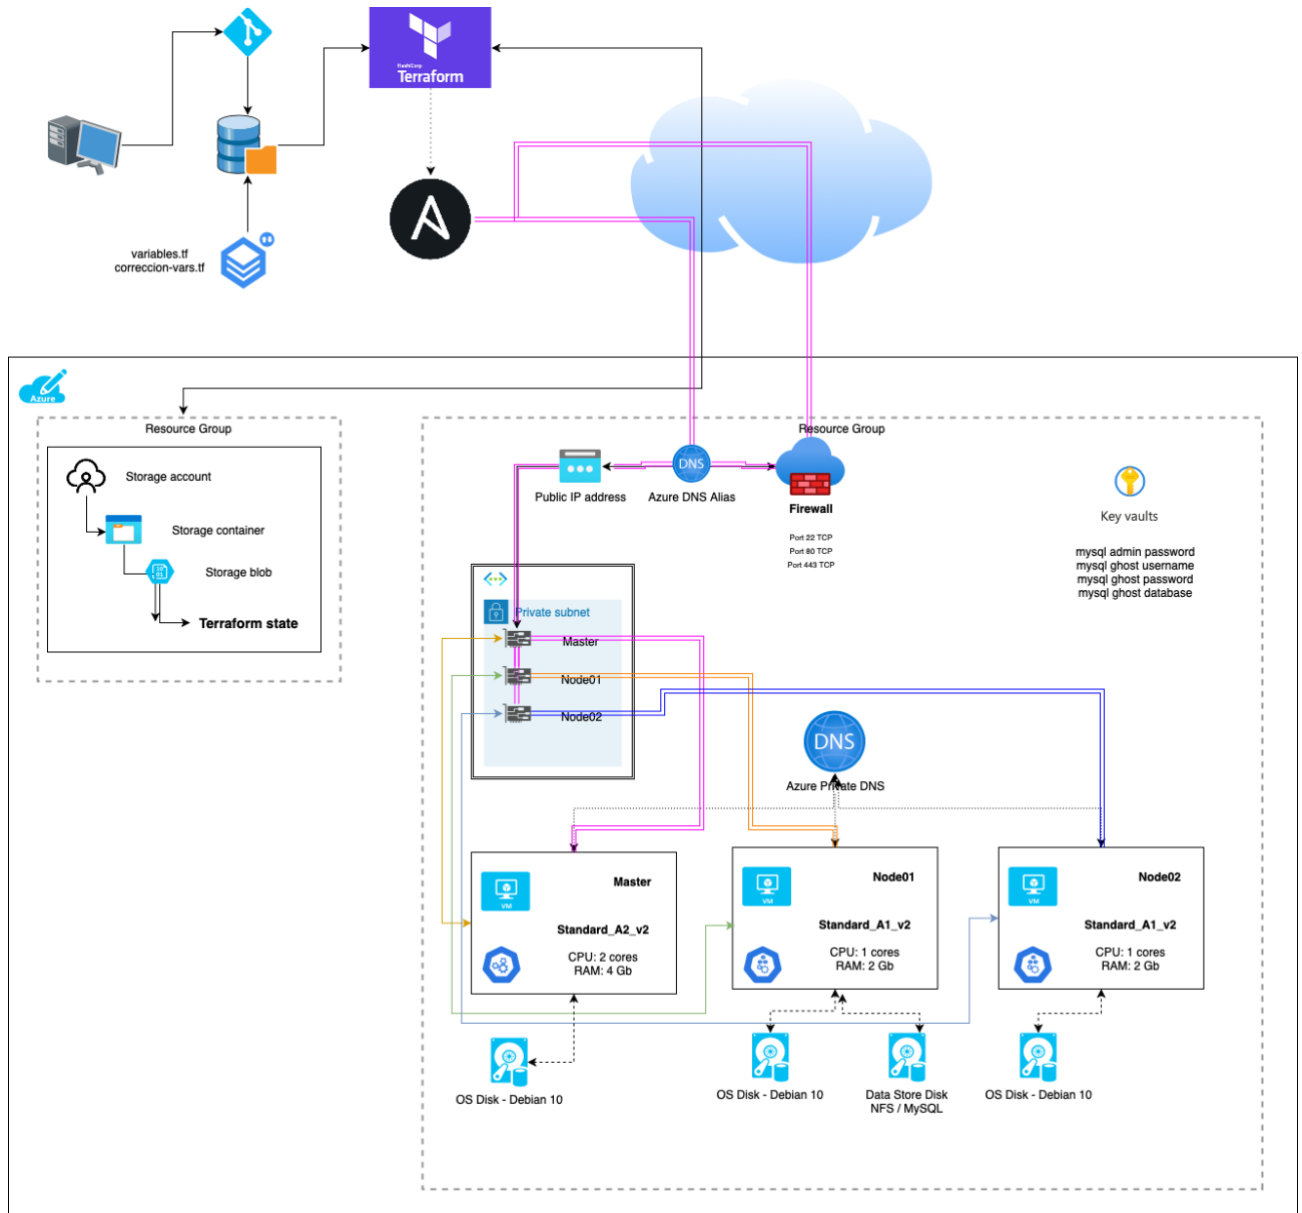 HashiCorp
Terraform
variables.tf
correccion-vars.tf
Azure
Resource Group
Storage account
Storage container
Storage blob
Terraform state
Resource Group
Public IP address
DNS
Azure DNS Alias
Firewall
Port 22 TCP
Port 80 TCP
Port 443 TCP
Key vaults
mysql admin password
mysql ghost username
mysql ghost password
mysql ghost database
Private subnet
Master
Node01
Node02
DNS
Azure Private DNS
VM
Master
Standard_A2_v2
CPU: 2 cores
RAM: 4 Gb
VM
Node01
Standard_A1_v2
CPU: 1 cores
RAM: 2 Gb
VM
Node02
Standard_A1_v2
CPU: 1 cores
RAM: 2 Gb
OS Disk - Debian 10
OS Disk - Debian 10
Data Store Disk
NFS / MySQL
OS Disk - Debian 10